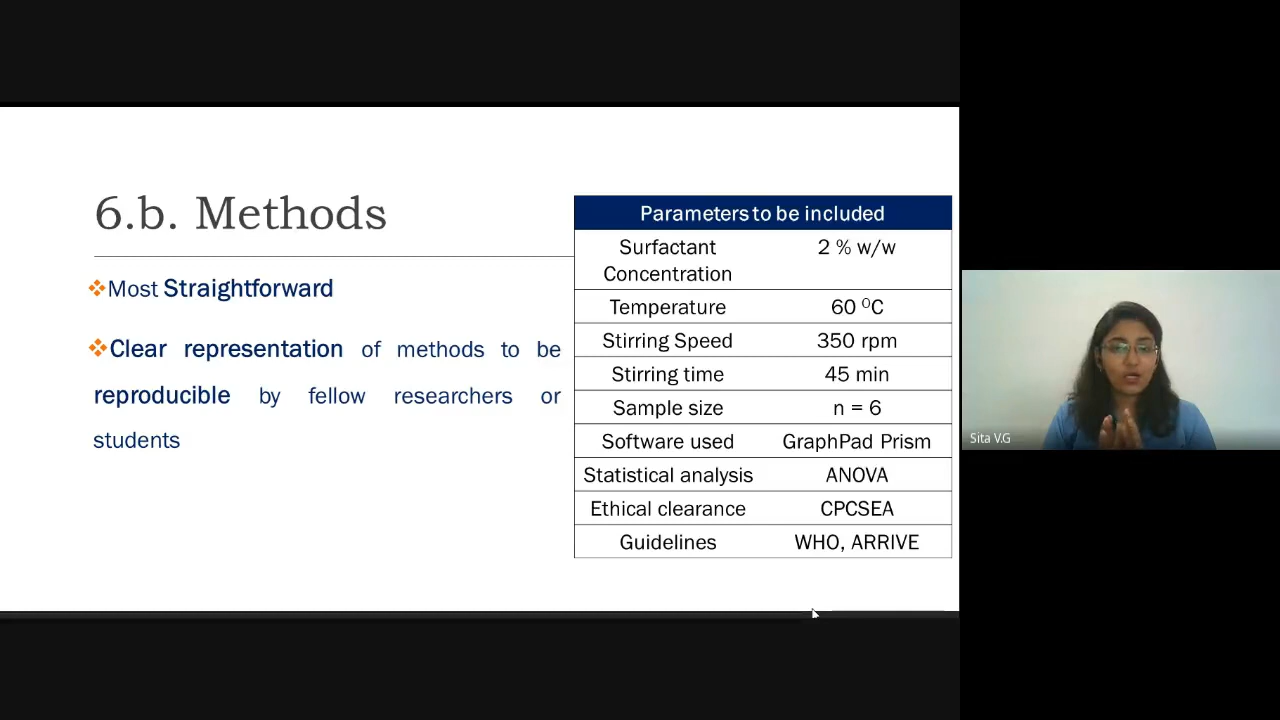 6.b. Methods
❖Most Straightforward
❖Clear representation of methods to be
reproducible by fellow researchers or
students
Parameters to be included
Surfactant Concentration 2 % w/w
Temperature 60 ⁰C
Stirring Speed 350 rpm
Stirring time 45 min
Sample size n = 6
Software used GraphPad Prism
Statistical analysis ANOVA
Ethical clearance CPCSEA
Guidelines WHO, ARRIVE
Sita V.G